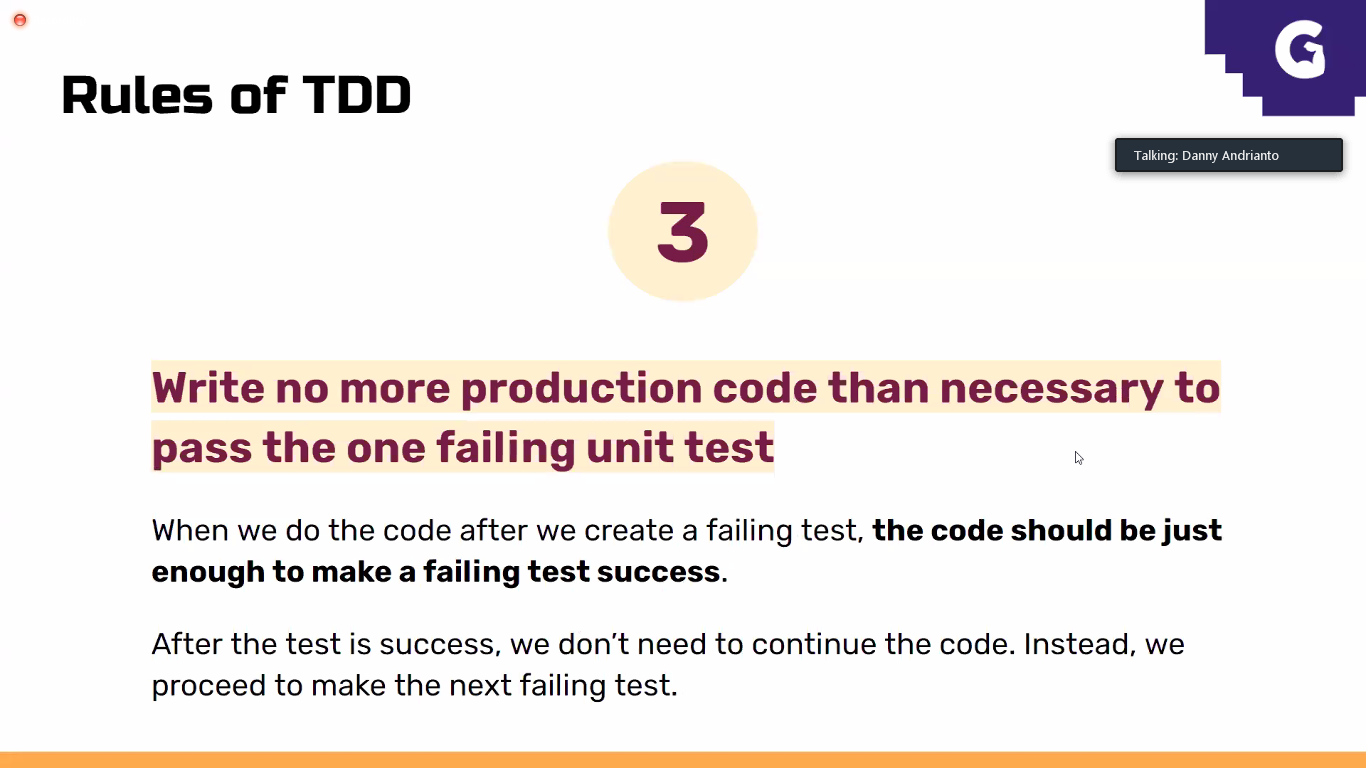 Rules of TDD
G
Talking: Danny Andrianto
3
Write no more production code than necessary to
pass the one failing unit test
When we do the code after we create a failing test, the code should be just
enough to make a failing test success.
After the test is success, we don’t need to continue the code. Instead, we
proceed to make the next failing test.